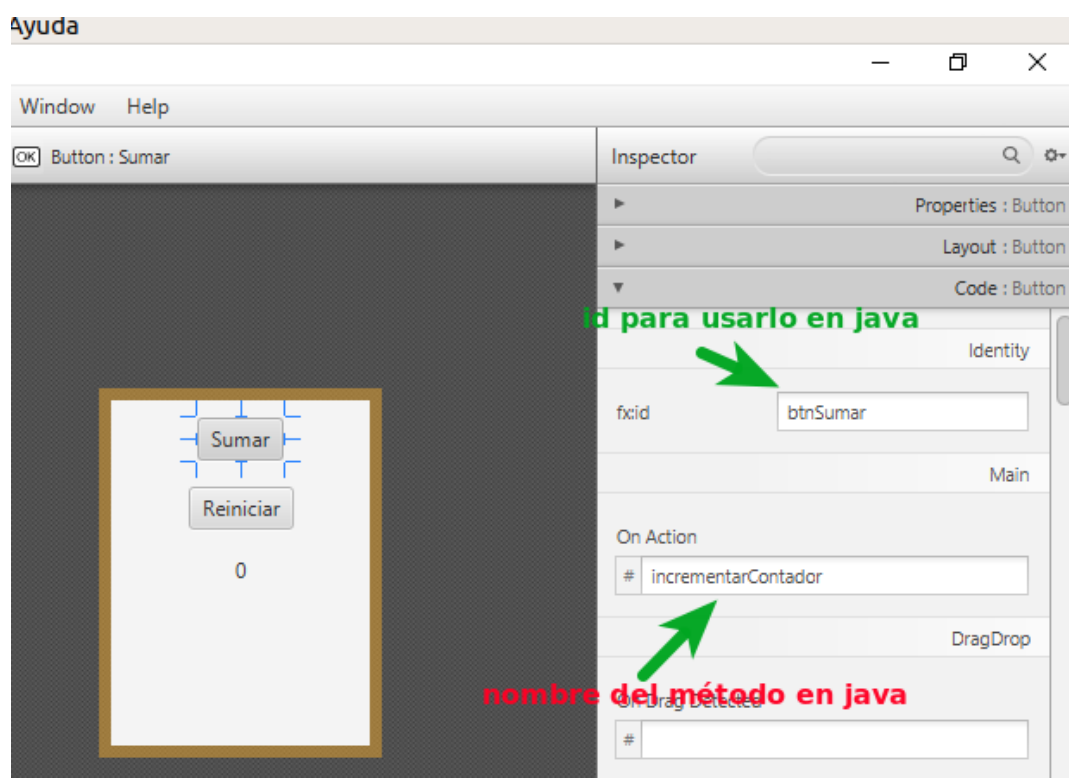 Ayuda
Window Help
OK Button : Sumar
Inspector
Properties : Button
Layout : Button
Code : Button
id para usarlo en java
Identity
fx:id btnSumar
Sumar
Main
Reiniciar
On Action
0
# incrementarContador
DragDrop
nombre del método en java
On Drag Detected
#